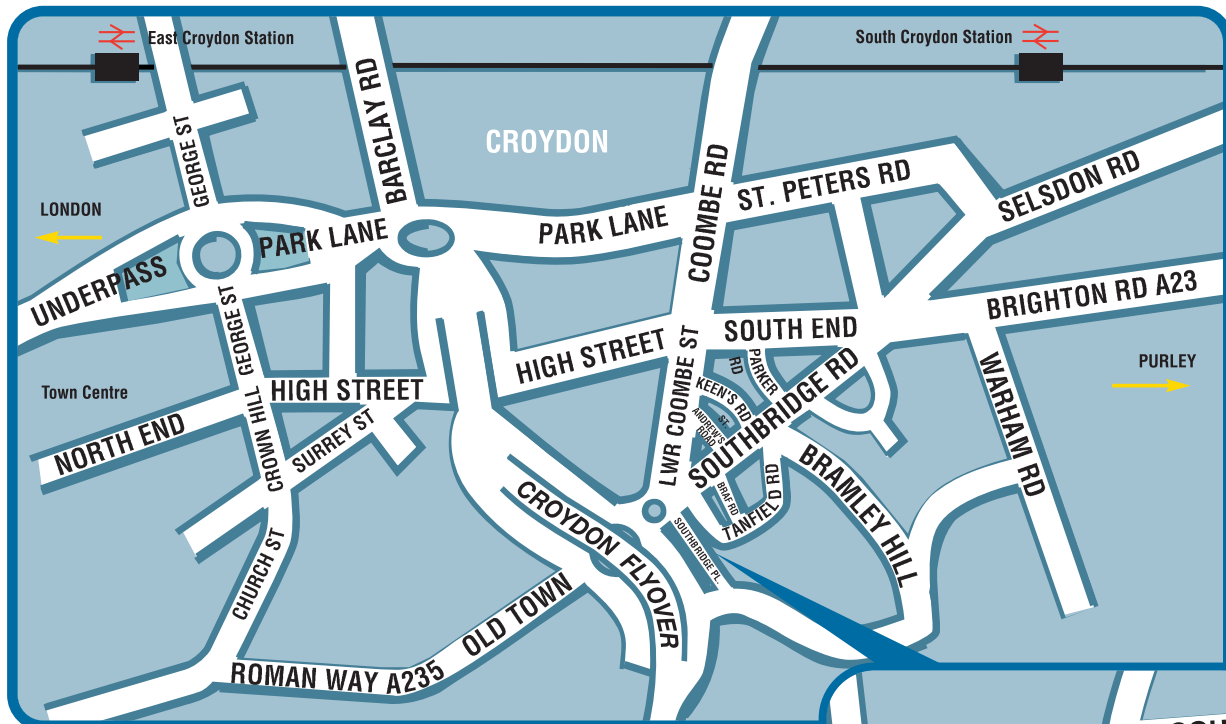 East Croydon Station
South Croydon Station
BARCLAY RD
CROYDON
GEORGE ST
COOMBE RD
ST. PETERS RD
SELSDON RD
LONDON
PARK LANE
PARK LANE
UNDERPASS
BRIGHTON RD A23
GEORGE ST
SOUTH END
HIGH STREET
PURLEY
Town Centre
HIGH STREET
LWR COOMBE ST
PARKER
RD
KEEN'S RD
SOUTHBRIDGE RD
WARHAM RD
NORTH END
CROWN HILL
SURREY ST
ST.
ANDREW'S
ROAD
BRAMLEY HILL
BRAF RD
TANFIELD RD
CROYDON FLYOVER
SOUTHBRIDGE PL.
CHURCH ST
OLD TOWN
ROMAN WAY A235